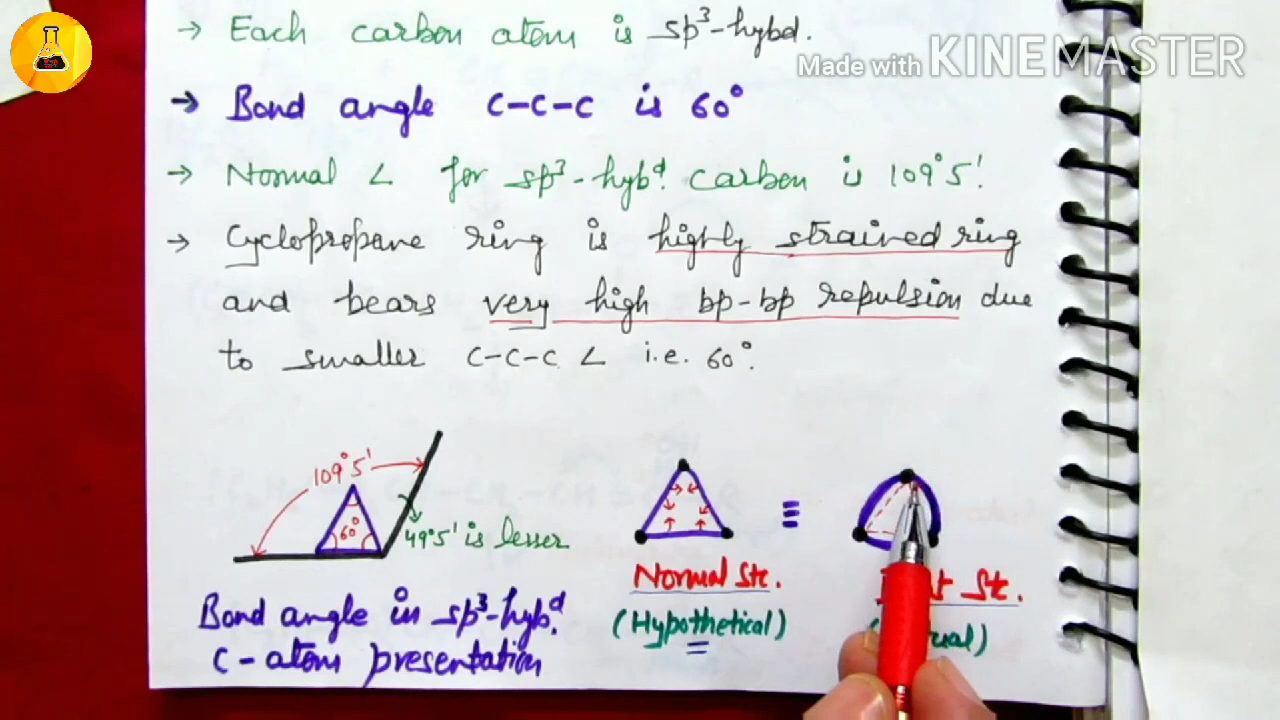 → Each carbon atom is sp³-hybd.
Made with KINEMASTER
→ Bond angle C-C-C is 60°
→ Normal ∠ for sp³-hybᵈ. carbon is 109°5'.
→ Cyclopropane ring is highly strained ring
and bears very high bp-bp repulsion due
to smaller C-C-C ∠ i.e. 60°.
109°5'
60°
49°5' is lesser
≡
Normal Str.
St.
(Hypothetical)
Bond angle in sp³-hybᵈ.
C-atom presentation